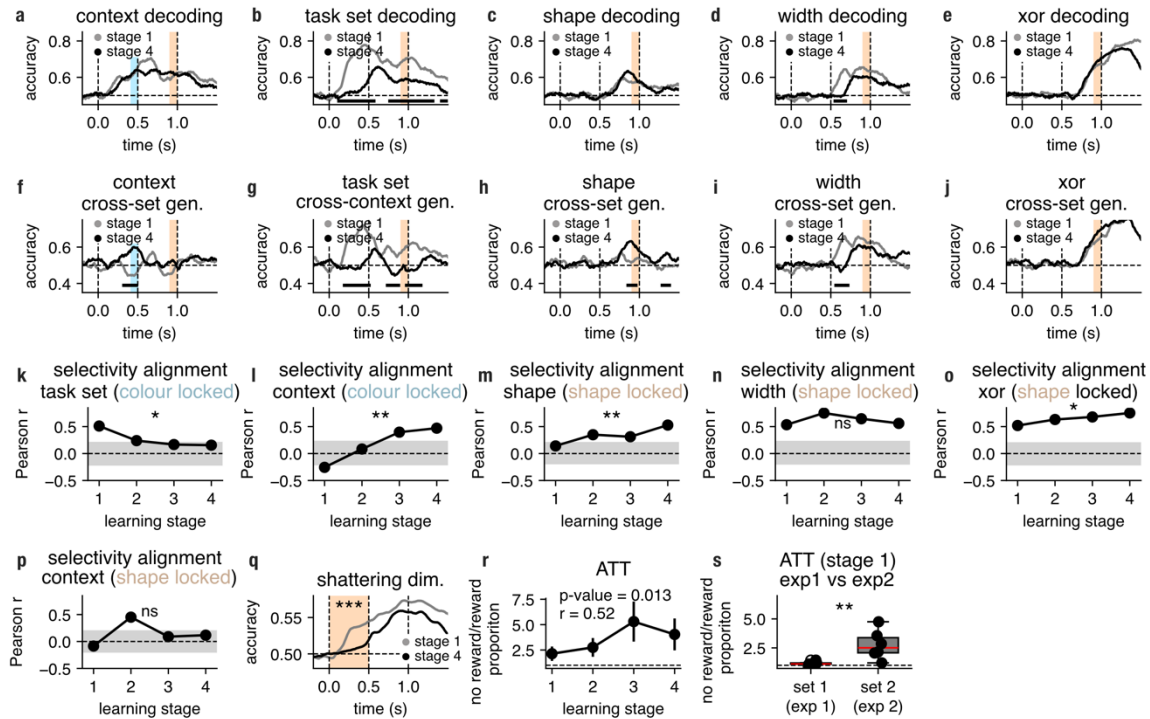 a context decoding
accuracy
0.8
0.6
stage 1
stage 4
0.0 0.5 1.0
time (s)
b task set decoding
accuracy
0.8
0.6
stage 1
stage 4
0.0 0.5 1.0
time (s)
c shape decoding
accuracy
0.8
0.6
stage 1
stage 4
0.0 0.5 1.0
time (s)
d width decoding
accuracy
0.8
0.6
stage 1
stage 4
0.0 0.5 1.0
time (s)
e xor decoding
accuracy
0.8
0.6
stage 1
stage 4
0.0 0.5 1.0
time (s)
f context
cross-set gen.
accuracy
0.6
0.4
stage 1
stage 4
0.0 0.5 1.0
time (s)
g task set
cross-context gen.
accuracy
0.6
0.4
stage 1
stage 4
0.0 0.5 1.0
time (s)
h shape
cross-set gen.
accuracy
0.6
0.4
stage 1
stage 4
0.0 0.5 1.0
time (s)
i width
cross-set gen.
accuracy
0.6
0.4
stage 1
stage 4
0.0 0.5 1.0
time (s)
j xor
cross-set gen.
accuracy
0.6
0.4
stage 1
stage 4
0.0 0.5 1.0
time (s)
k selectivity alignment
task set (colour locked)
Pearson r
*
0.5
0.0
−0.5
1 2 3 4
learning stage
l selectivity alignment
context (colour locked)
Pearson r
**
0.5
0.0
−0.5
1 2 3 4
learning stage
m selectivity alignment
shape (shape locked)
Pearson r
**
0.5
0.0
−0.5
1 2 3 4
learning stage
n selectivity alignment
width (shape locked)
Pearson r
ns
0.5
0.0
−0.5
1 2 3 4
learning stage
o selectivity alignment
xor (shape locked)
Pearson r
*
0.5
0.0
−0.5
1 2 3 4
learning stage
p selectivity alignment
context (shape locked)
Pearson r
ns
0.5
0.0
−0.5
1 2 3 4
learning stage
q shattering dim.
accuracy
***
0.55
0.50
stage 1
stage 4
0.0 0.5 1.0
time (s)
r ATT
no reward/reward
proporiton
p-value = 0.013
r = 0.52
7.5
5.0
2.5
1 2 3 4
learning stage
s ATT (stage 1)
exp1 vs exp2
no reward/reward
proporiton
**
5.0
2.5
set 1 set 2
(exp 1) (exp 2)